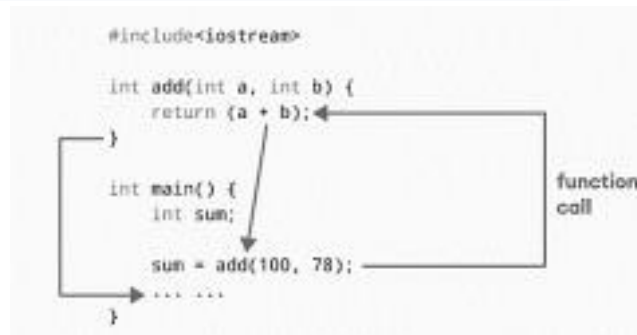 #include<iostream>
int add(int a, int b) {
return (a + b);
}
int main() {
int sum;
sum = add(100, 78);
... ...
}
function
call